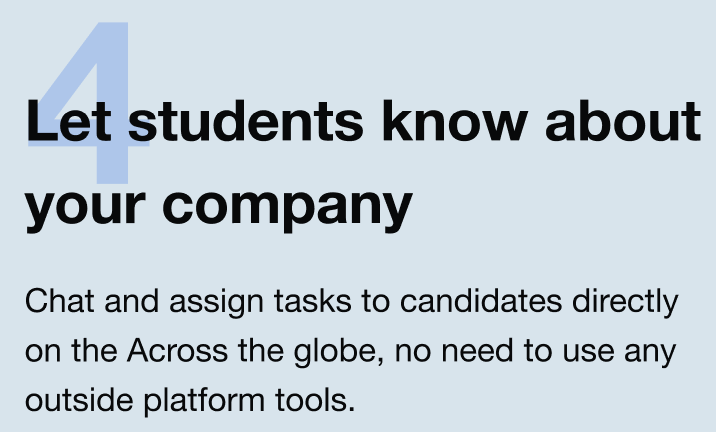 4
Let students know about
your company
Chat and assign tasks to candidates directly
on the Across the globe, no need to use any
outside platform tools.